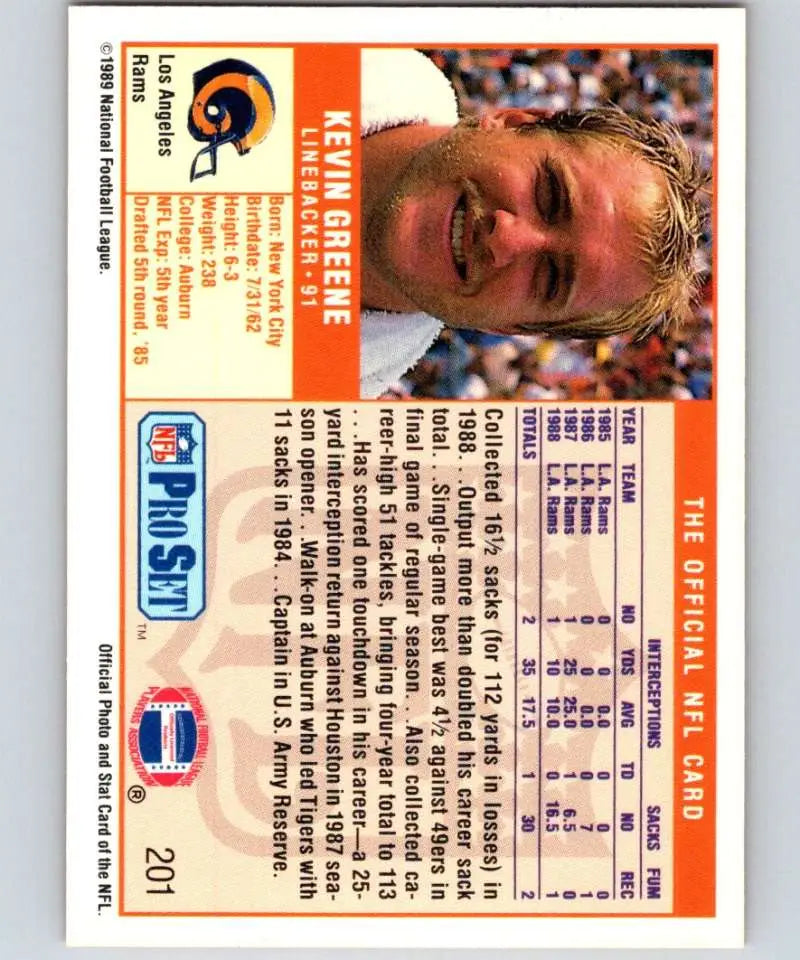 THE OFFICIAL NFL CARD
KEVIN GREENE
LINEBACKER • 91
Los Angeles
Rams
Born: New York City
Birthdate: 7/31/62
Height: 6-3
Weight: 238
College: Auburn
NFL Exp: 5th year
Drafted 5th round, '85
INTERCEPTIONS SACKS FUM
YEAR TEAM NO YDS AVG TD NO REC
1985 L.A. Rams 0 0 0.0 0 0 0
1986 L.A. Rams 0 0 0.0 0 7 1
1987 L.A. Rams 1 25 25.0 1 6.5 0
1988 L.A. Rams 1 10 10.0 0 16.5 1
TOTALS 2 35 17.5 1 30 2
Collected 16½ sacks (for 112 yards in losses) in
1988. . .Output more than doubled his career sack
total. . .Single-game best was 4½ against 49ers in
final game of regular season. . .Also collected ca-
reer-high 51 tackles, bringing four-year total to 113
. . .Has scored one touchdown in his career—a 25-
yard interception return against Houston in 1987 sea-
son opener. . .Walk-on at Auburn who led Tigers with
11 sacks in 1984. . .Captain in U.S. Army Reserve.
NFL
PRO SET
TM
NATIONAL FOOTBALL LEAGUE
PLAYERS ASSOCIATION
Officially Licensed
Product
®
201
©1989 National Football League.
Official Photo and Stat Card of the NFL.